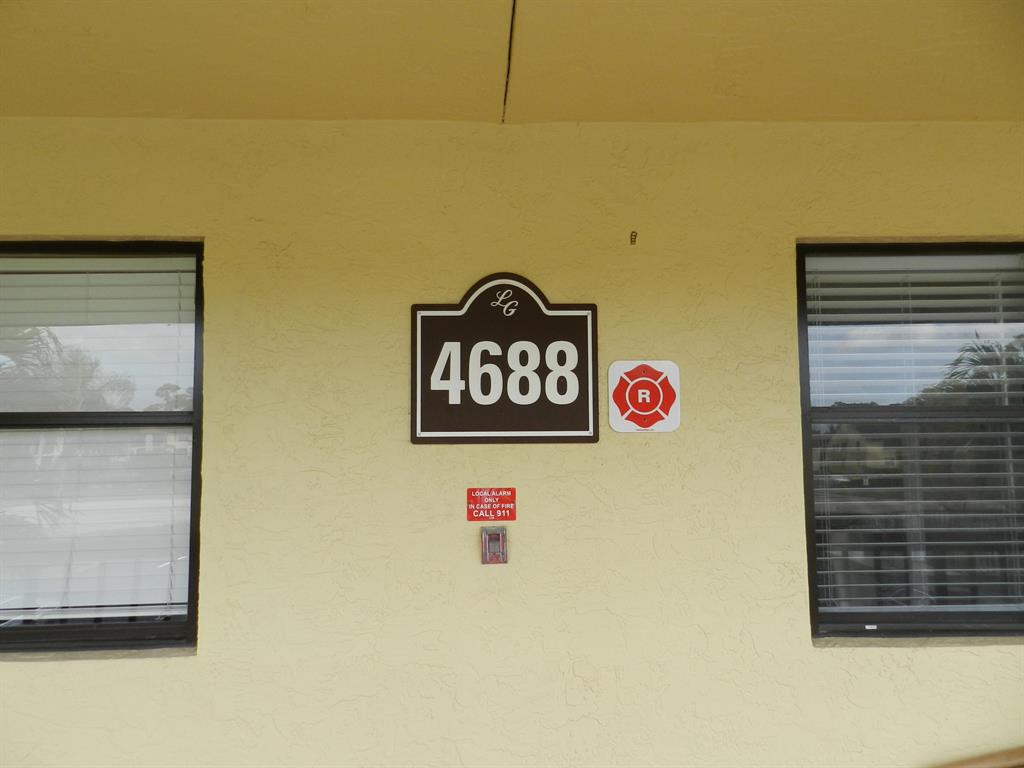 LG
4688
R
LOCAL ALARM
ONLY
IN CASE OF FIRE
CALL 911